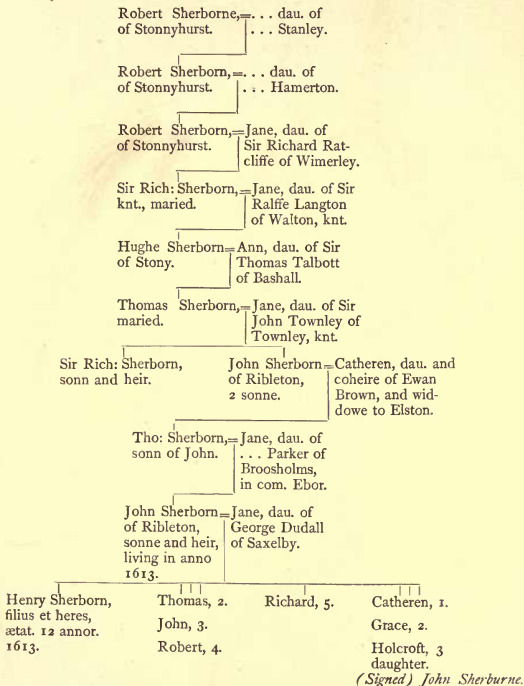 Robert Sherborne,=. . . dau. of
of Stonnyhurst. . . . Stanley.
Robert Sherborn,=. . . dau. of
of Stonnyhurst. . . . Hamerton.
Robert Sherborn,=Jane, dau. of
of Stonnyhurst. Sir Richard Rat-
cliffe of Wimerley.
Sir Rich: Sherborn,=Jane, dau. of Sir
knt., maried. Ralffe Langton
of Walton, knt.
Hughe Sherborn=Ann, dau. of Sir
of Stony. Thomas Talbott
of Bashall.
Thomas Sherborn,=Jane, dau. of Sir
maried. John Townley of
Townley, knt.
Sir Rich: Sherborn,
sonn and heir.
John Sherborn=Catheren, dau. and
of Ribleton, coheire of Ewan
2 sonne. Brown, and wid-
dowe to Elston.
Tho: Sherborn,=Jane, dau. of
sonn of John. . . . Parker of
Broosholms,
in com. Ebor.
John Sherborn=Jane, dau. of
of Ribleton, George Dudall
sonne and heir, of Saxelby.
living in anno
1613.
Henry Sherborn,
filius et heres,
ætat. 12 annor.
1613.
Thomas, 2.
John, 3.
Robert, 4.
Richard, 5.
Catheren, 1.
Grace, 2.
Holcroft, 3
daughter.
(Signed) John Sherburne.